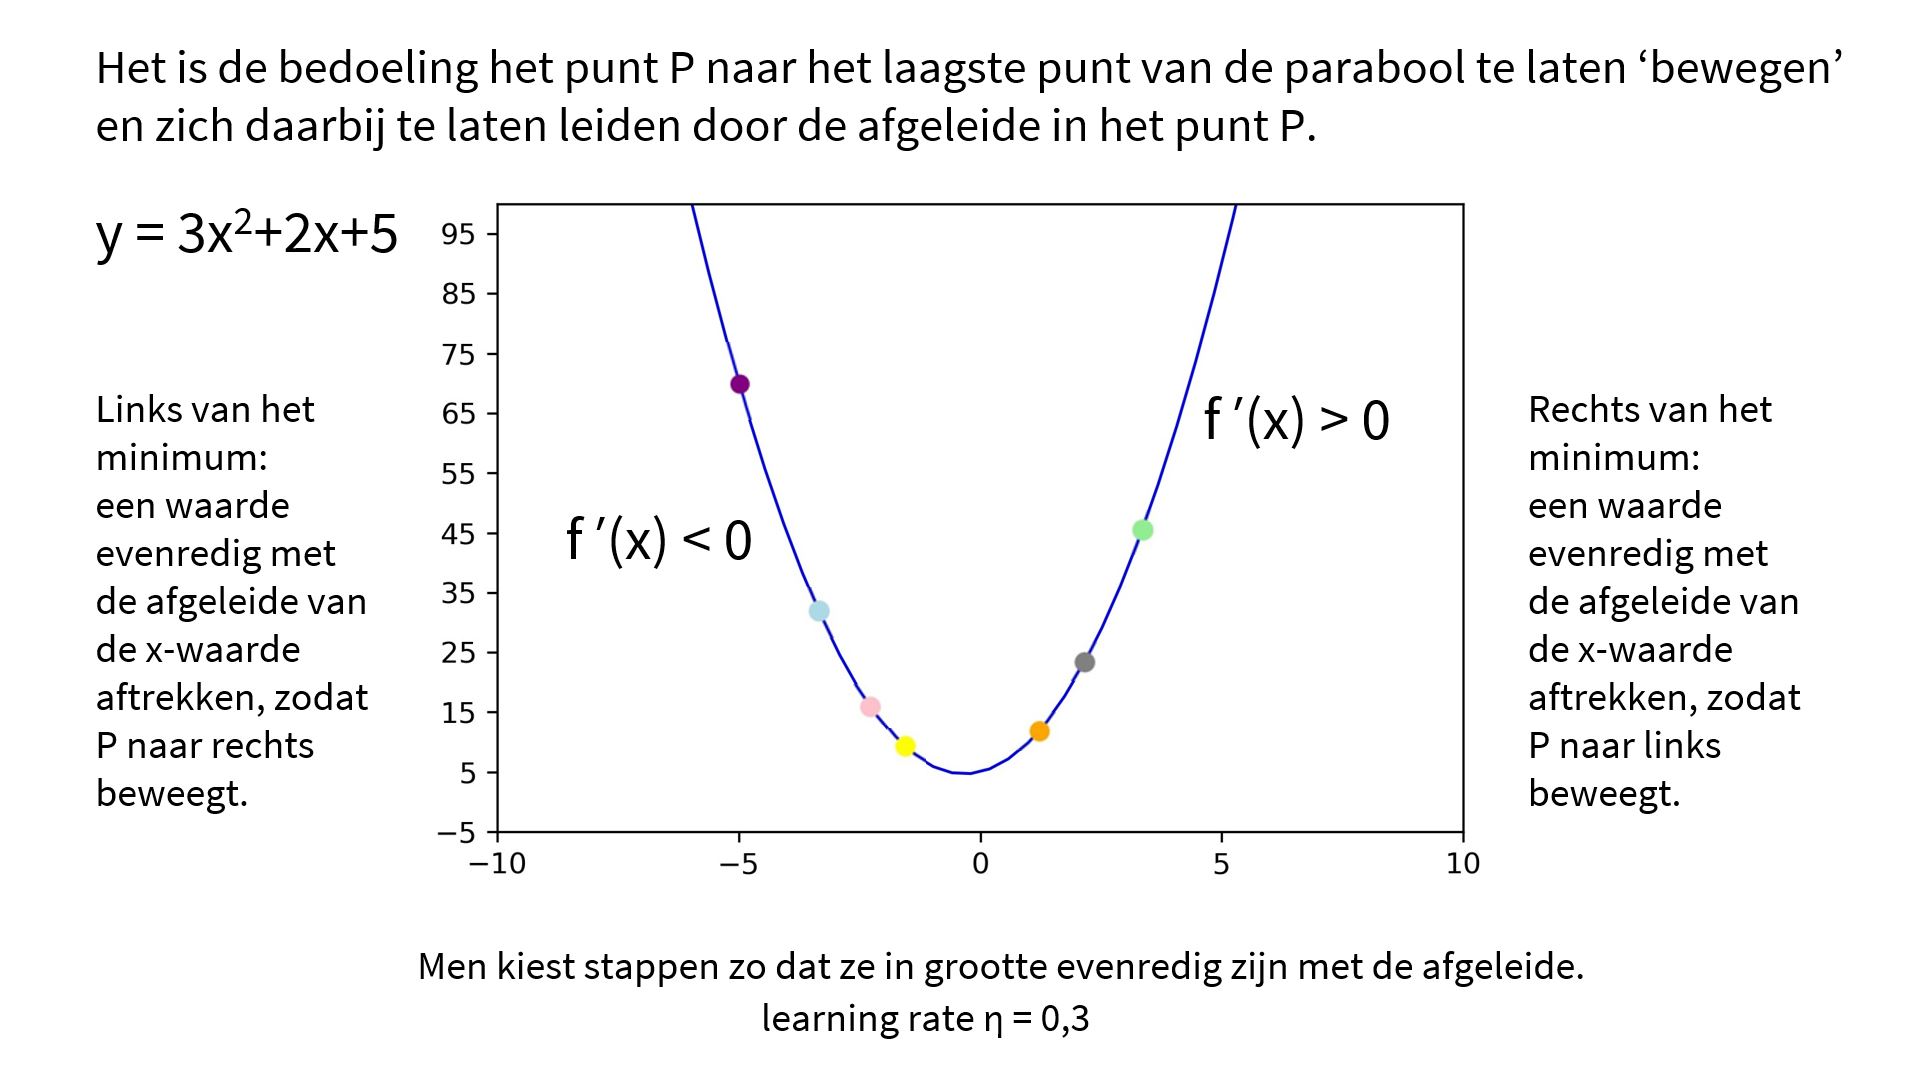 Het is de bedoeling het punt P naar het laagste punt van de parabool te laten ‘bewegen’
en zich daarbij te laten leiden door de afgeleide in het punt P.
y = 3x²+2x+5
Links van het
minimum:
een waarde
evenredig met
de afgeleide van
de x-waarde
aftrekken, zodat
P naar rechts
beweegt.
95
85
75
65
55
45
35
25
15
5
−5
−10
−5
0
5
10
f ′(x) < 0
f ′(x) > 0
Rechts van het
minimum:
een waarde
evenredig met
de afgeleide van
de x-waarde
aftrekken, zodat
P naar links
beweegt.
Men kiest stappen zo dat ze in grootte evenredig zijn met de afgeleide.
learning rate η = 0,3